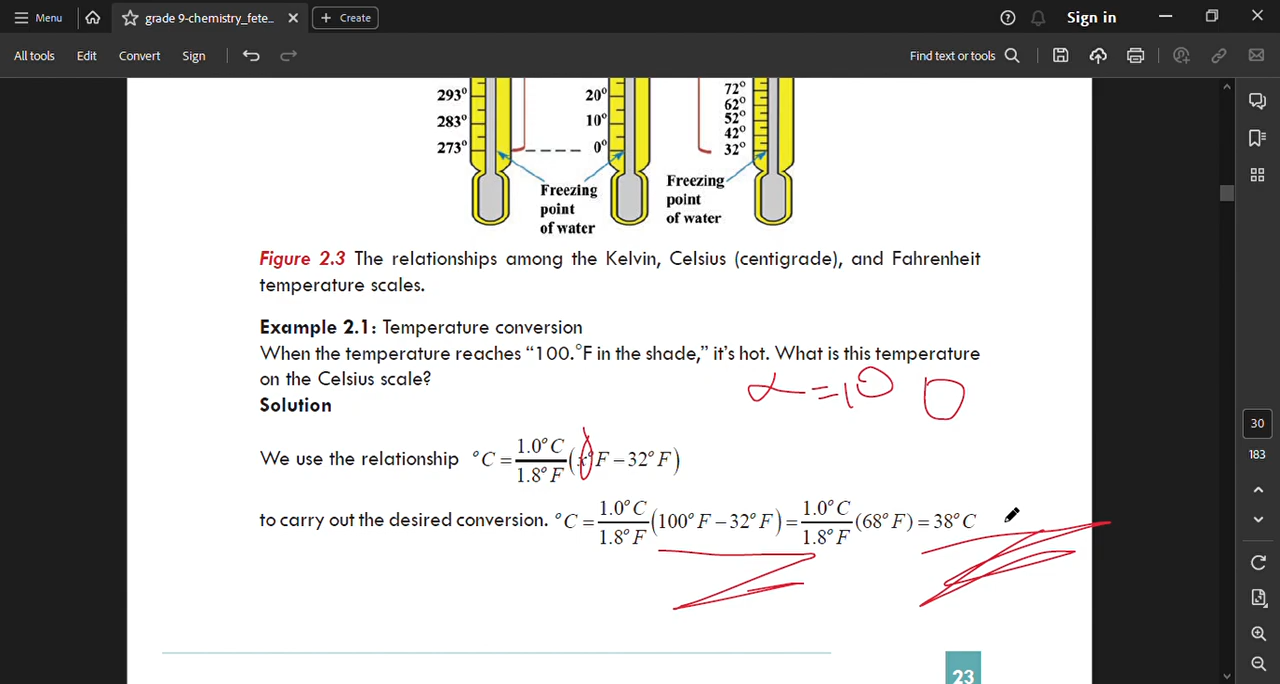 Menu grade 9-chemistry_fete... Create Sign in
All tools Edit Convert Sign Find text or tools
293° 20° 72°
62°
283° 10° 52°
42°
273° 0° 32°
Freezing point of water
Freezing point of water
Figure 2.3 The relationships among the Kelvin, Celsius (centigrade), and Fahrenheit
temperature scales.
Example 2.1: Temperature conversion
When the temperature reaches "100.°F in the shade," it's hot. What is this temperature
on the Celsius scale?
x = 10 0
Solution
We use the relationship °C = 1.0°C/1.8°F (x°F − 32°F)
to carry out the desired conversion. °C = 1.0°C/1.8°F (100°F − 32°F) = 1.0°C/1.8°F (68°F) = 38°C
23
30
183